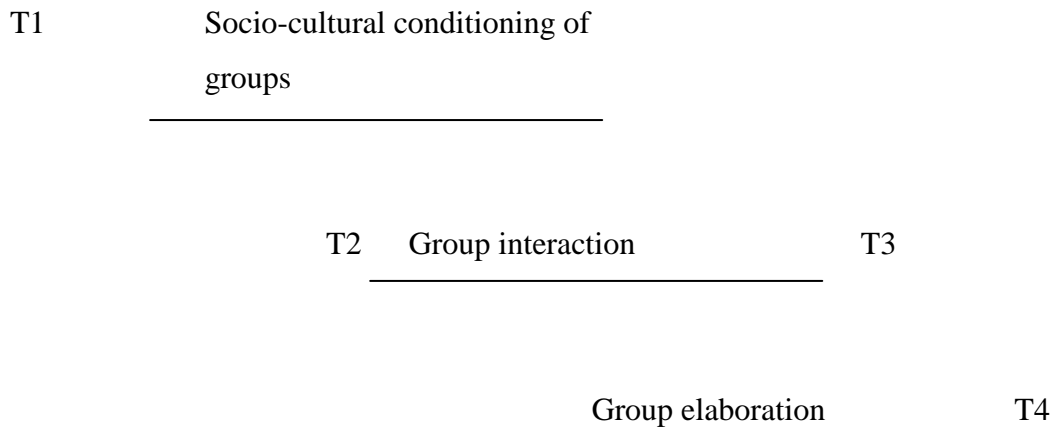 T1 Socio-cultural conditioning of
groups
T2 Group interaction T3
Group elaboration T4